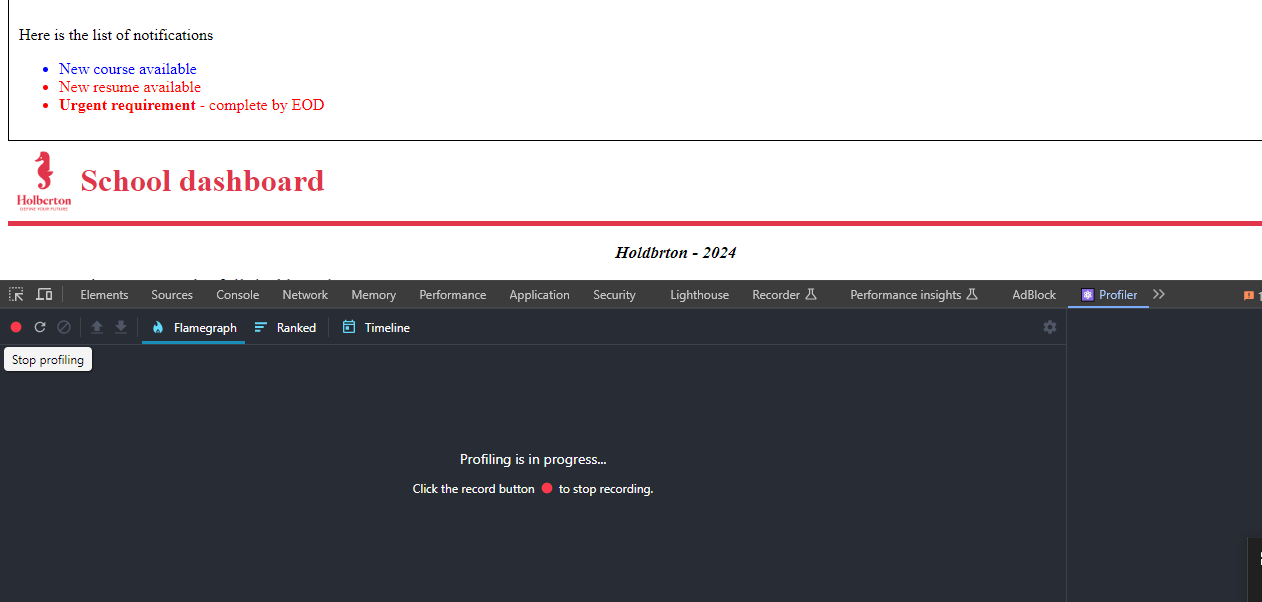 Here is the list of notifications
New course available
New resume available
Urgent requirement - complete by EOD
Holberton
DEFINE YOUR FUTURE
School dashboard
Holdbrton - 2024
Elements Sources Console Network Memory Performance Application Security Lighthouse Recorder Performance insights AdBlock Profiler
Flamegraph Ranked Timeline
Stop profiling
Profiling is in progress...
Click the record button to stop recording.